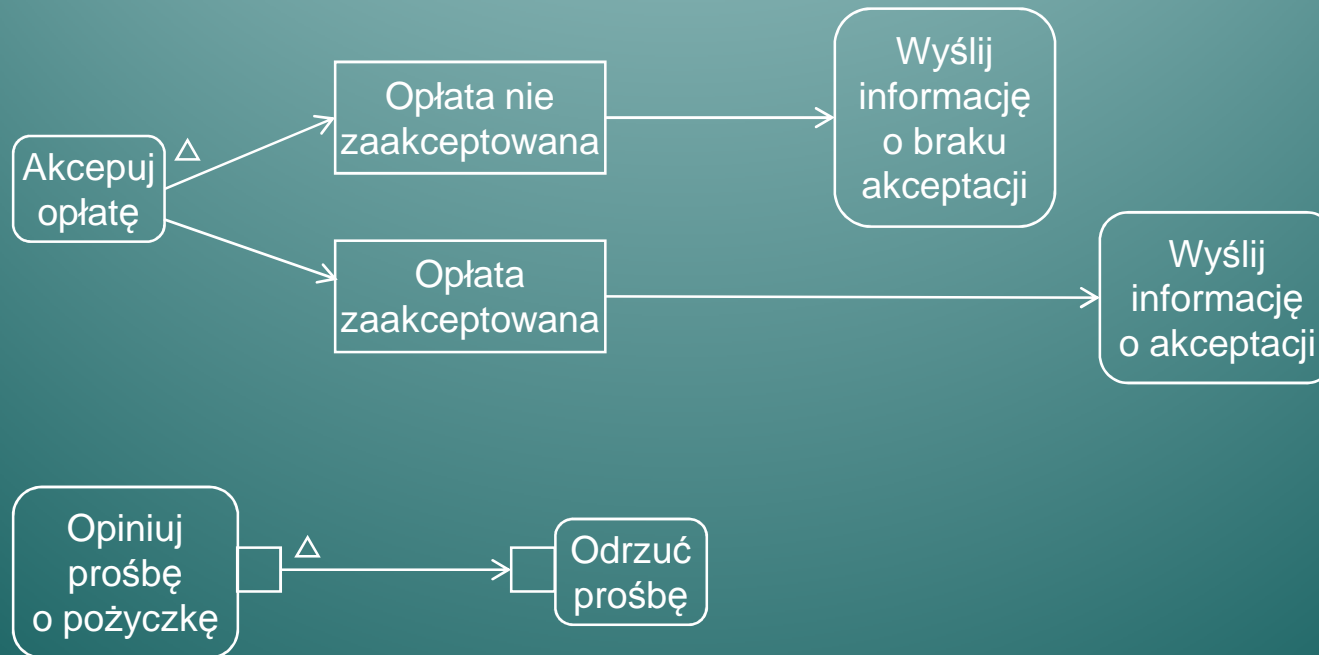 Akcepuj
opłatę
Opłata nie
zaakceptowana
Wyślij
informację
o braku
akceptacji
Opłata
zaakceptowana
Wyślij
informację
o akceptacji
Opiniuj
prośbę
o pożyczkę
Odrzuć
prośbę